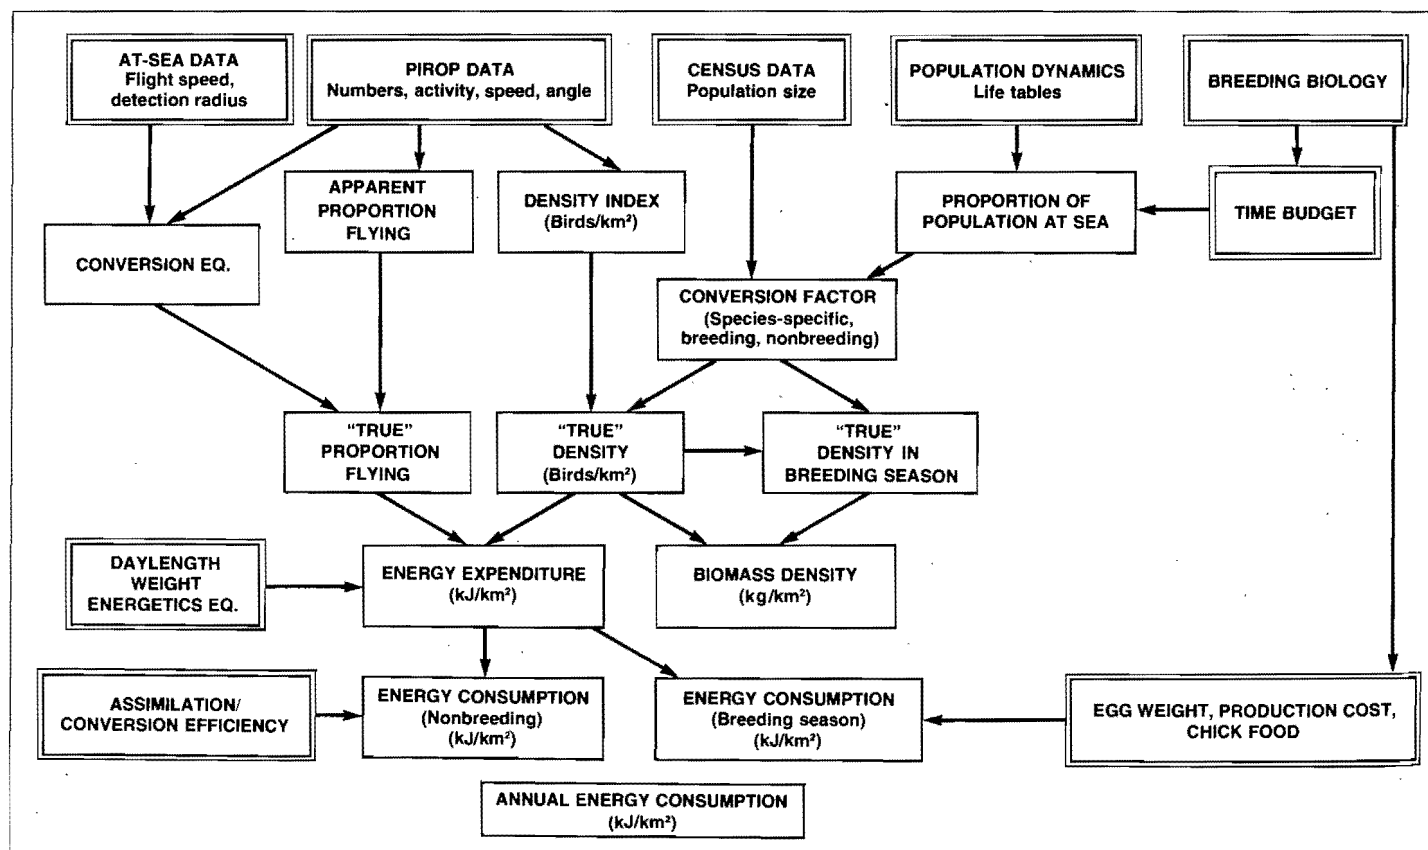 AT-SEA DATA
Flight speed,
detection radius
PIROP DATA
Numbers, activity, speed, angle
CENSUS DATA
Population size
POPULATION DYNAMICS
Life tables
BREEDING BIOLOGY
APPARENT
PROPORTION
FLYING
DENSITY INDEX
(Birds/km²)
PROPORTION OF
POPULATION AT SEA
TIME BUDGET
CONVERSION EQ.
CONVERSION FACTOR
(Species-specific,
breeding, nonbreeding)
“TRUE”
PROPORTION
FLYING
“TRUE”
DENSITY
(Birds/km²)
“TRUE”
DENSITY IN
BREEDING SEASON
DAYLENGTH
WEIGHT
ENERGETICS EQ.
ENERGY EXPENDITURE
(kJ/km²)
BIOMASS DENSITY
(kg/km²)
ASSIMILATION/
CONVERSION EFFICIENCY
ENERGY CONSUMPTION
(Nonbreeding)
(kJ/km²)
ENERGY CONSUMPTION
(Breeding season)
(kJ/km²)
EGG WEIGHT, PRODUCTION COST,
CHICK FOOD
ANNUAL ENERGY CONSUMPTION
(kJ/km²)